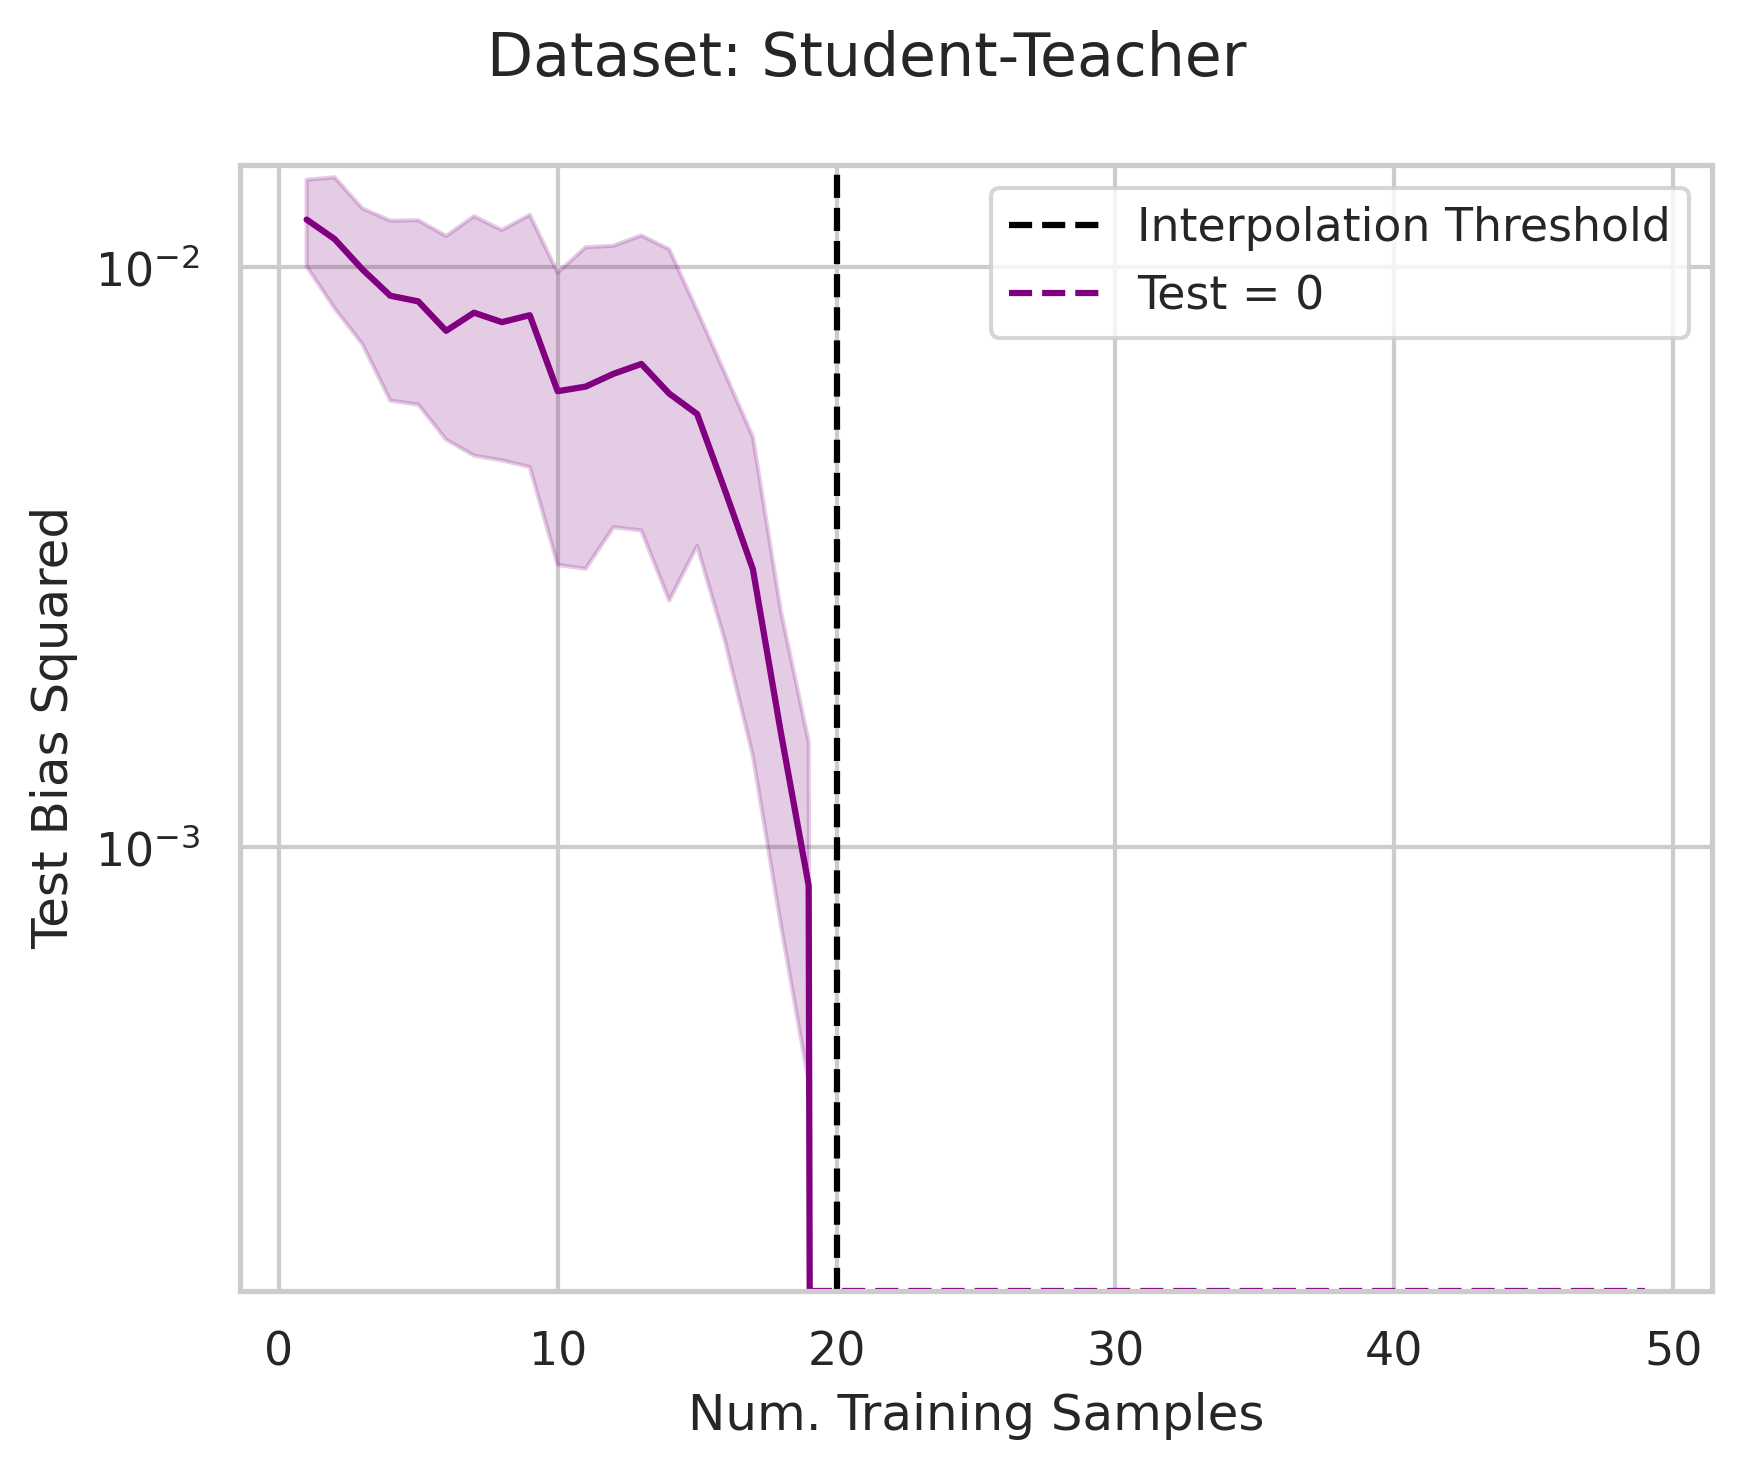 Dataset: Student-Teacher
Interpolation Threshold
Test = 0
10⁻²
10⁻³
Test Bias Squared
0 10 20 30 40 50
Num. Training Samples